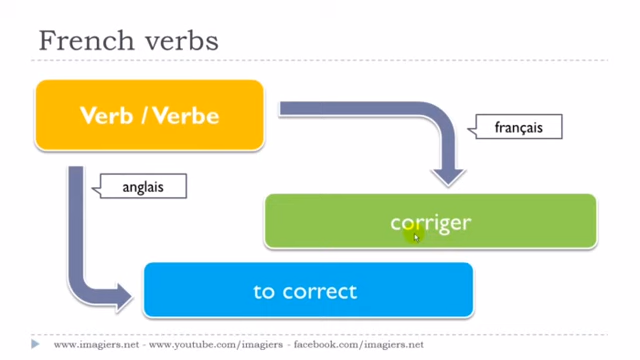 French verbs
Verb / Verbe
français
anglais
corriger
to correct
www.imagiers.net - www.youtube.com/imagiers - facebook.com/imagiers.net